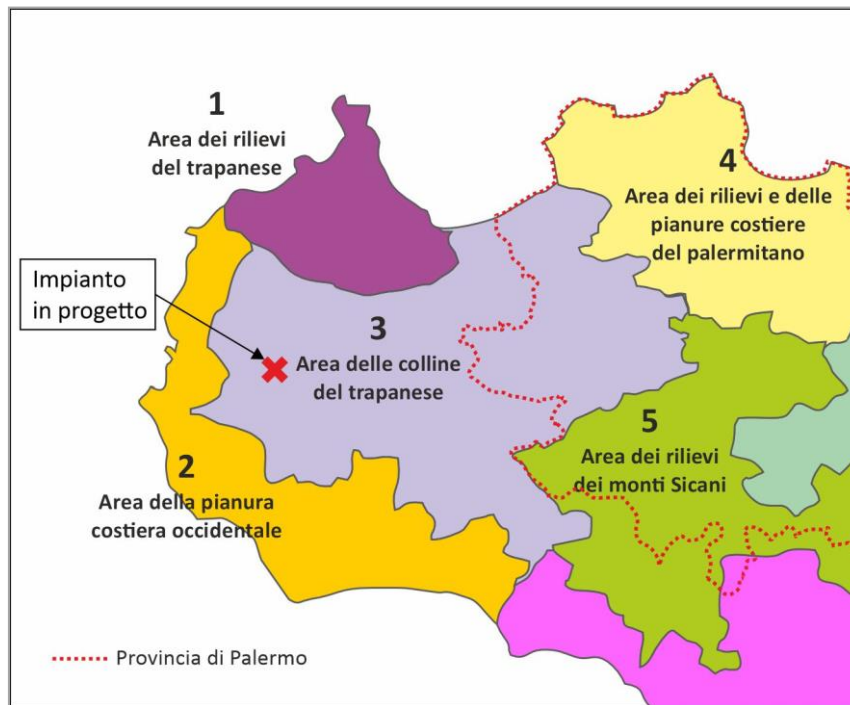 1
Area dei rilievi
del trapanese
4
Area dei rilievi e delle
pianure costiere
del palermitano
Impianto
in progetto
3
Area delle colline
del trapanese
5
Area dei rilievi
dei monti Sicani
2
Area della pianura
costiera occidentale
Provincia di Palermo